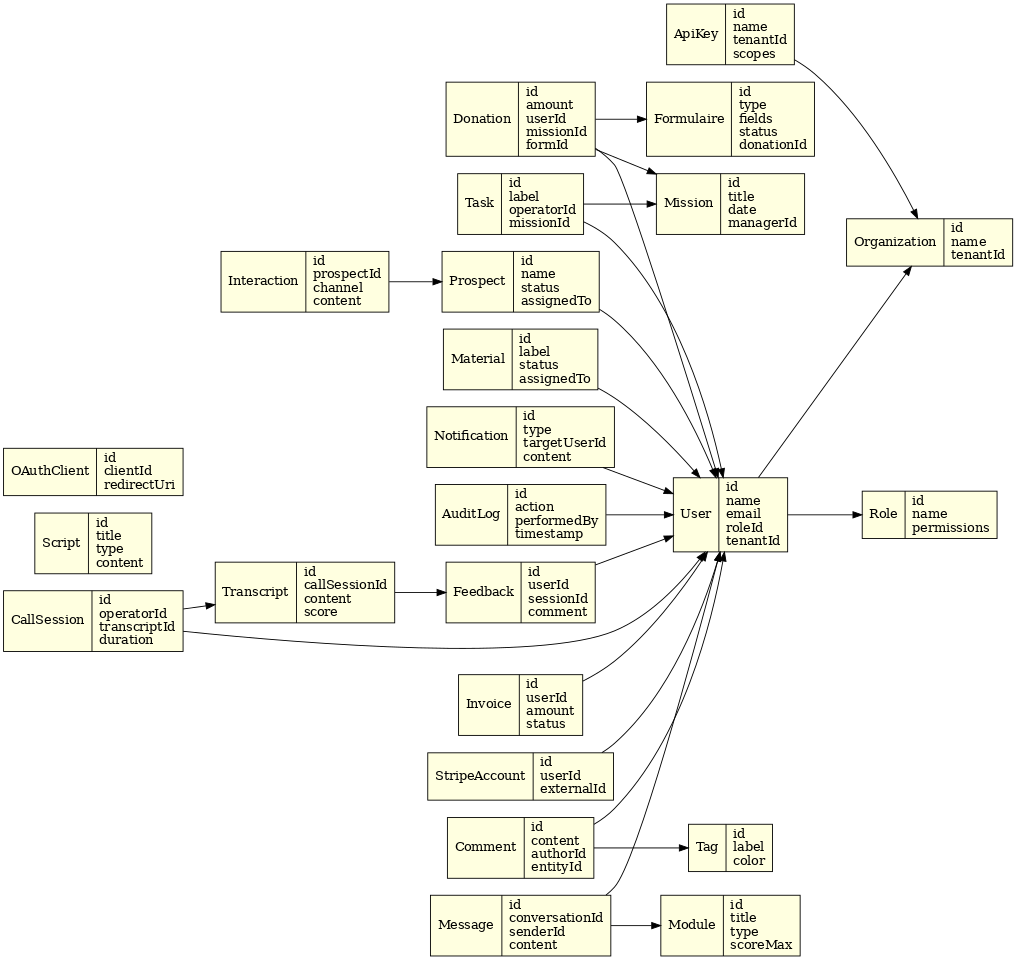 ApiKey
id
name
tenantId
scopes
Donation
id
amount
userId
missionId
formId
Formulaire
id
type
fields
status
donationId
Task
id
label
operatorId
missionId
Mission
id
title
date
managerId
Organization
id
name
tenantId
Interaction
id
prospectId
channel
content
Prospect
id
name
status
assignedTo
Material
id
label
status
assignedTo
Notification
id
type
targetUserId
content
OAuthClient
id
clientId
redirectUri
AuditLog
id
action
performedBy
timestamp
User
id
name
email
roleId
tenantId
Role
id
name
permissions
Script
id
title
type
content
CallSession
id
operatorId
transcriptId
duration
Transcript
id
callSessionId
content
score
Feedback
id
userId
sessionId
comment
Invoice
id
userId
amount
status
StripeAccount
id
userId
externalId
Comment
id
content
authorId
entityId
Tag
id
label
color
Message
id
conversationId
senderId
content
Module
id
title
type
scoreMax